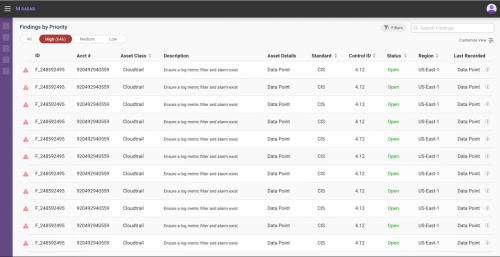 M RADAR
Findings by Priority
Filters
Search Findings
All High (646) Medium Low
Customize View
ID Acct # Asset Class Description Asset Details Standard Control ID Status Region Last Recorded
F_248592495 920492940559 Cloudtrail Ensure a log metric filter and alarm exist Data Point CIS 4.12 Open US-East-1 Data Point
F_248592495 920492940559 Cloudtrail Ensure a log metric filter and alarm exist Data Point CIS 4.12 Open US-East-1 Data Point
F_248592495 920492940559 Cloudtrail Ensure a log metric filter and alarm exist Data Point CIS 4.12 Open US-East-1 Data Point
F_248592495 920492940559 Cloudtrail Ensure a log metric filter and alarm exist Data Point CIS 4.12 Open US-East-1 Data Point
F_248592495 920492940559 Cloudtrail Ensure a log metric filter and alarm exist Data Point CIS 4.12 Open US-East-1 Data Point
F_248592495 920492940559 Cloudtrail Ensure a log metric filter and alarm exist Data Point CIS 4.12 Open US-East-1 Data Point
F_248592495 920492940559 Cloudtrail Ensure a log metric filter and alarm exist Data Point CIS 4.12 Open US-East-1 Data Point
F_248592495 920492940559 Cloudtrail Ensure a log metric filter and alarm exist Data Point CIS 4.12 Open US-East-1 Data Point
F_248592495 920492940559 Cloudtrail Ensure a log metric filter and alarm exist Data Point CIS 4.12 Open US-East-1 Data Point
F_248592495 920492940559 Cloudtrail Ensure a log metric filter and alarm exist Data Point CIS 4.12 Open US-East-1 Data Point
F_248592495 920492940559 Cloudtrail Ensure a log metric filter and alarm exist Data Point CIS 4.12 Open US-East-1 Data Point